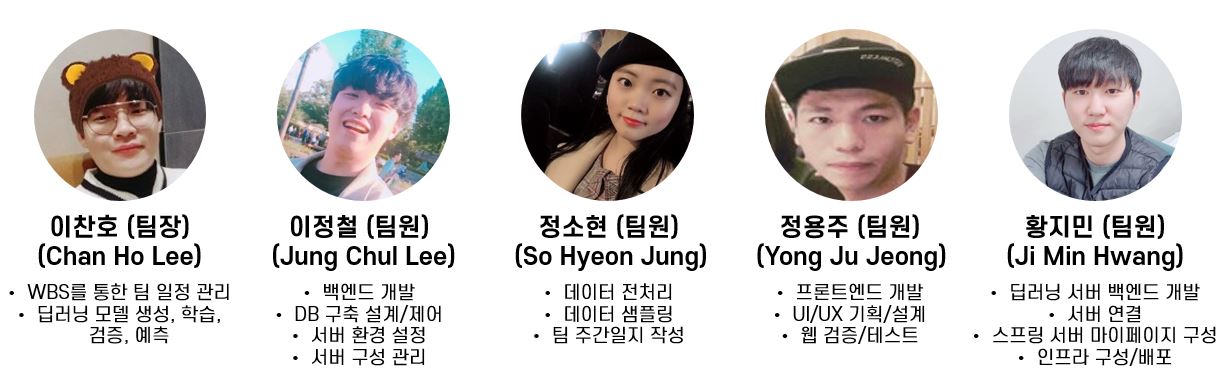 이찬호 (팀장)
(Chan Ho Lee)
• WBS를 통한 팀 일정 관리
• 딥러닝 모델 생성, 학습,
검증, 예측
이정철 (팀원)
(Jung Chul Lee)
• 백엔드 개발
• DB 구축 설계/제어
• 서버 환경 설정
• 서버 구성 관리
정소현 (팀원)
(So Hyeon Jung)
• 데이터 전처리
• 데이터 샘플링
• 팀 주간일지 작성
정용주 (팀원)
(Yong Ju Jeong)
• 프론트엔드 개발
• UI/UX 기획/설계
• 웹 검증/테스트
황지민 (팀원)
(Ji Min Hwang)
• 딥러닝 서버 백엔드 개발
• 서버 연결
• 스프링 서버 마이페이지 구성
• 인프라 구성/배포